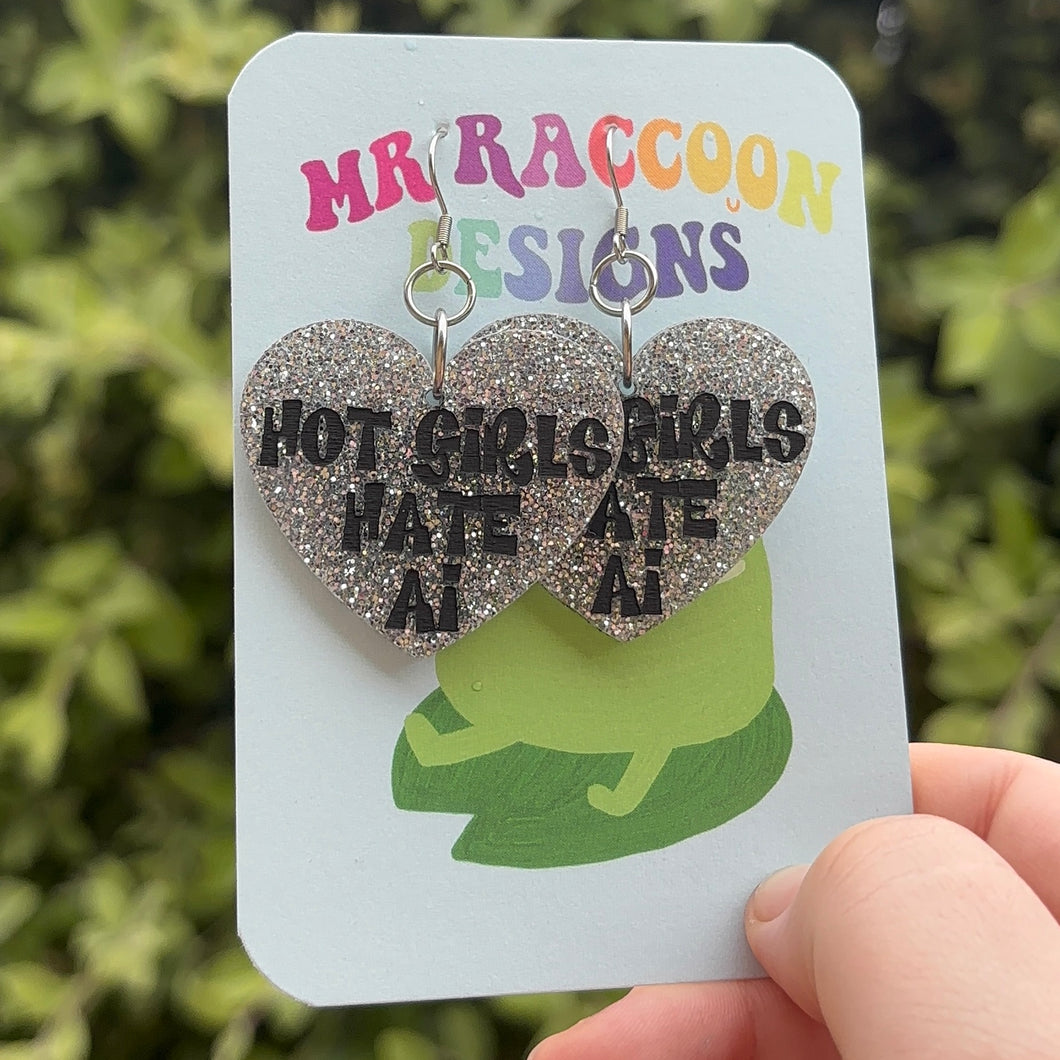 MR RACCOON
DESIGNS
HOT GIRLS
HATE
Ai
GIRLS
ATE
Ai